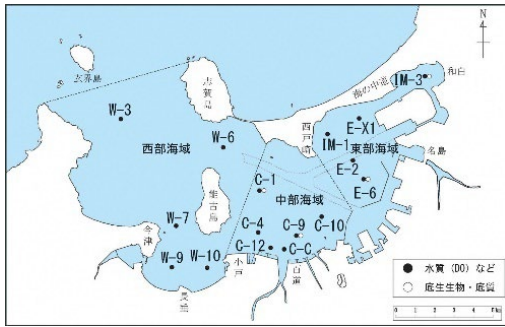 N
玄界島
志賀島
海の中道
和白
IM-3
W-3
E-X1
西戸崎
IM-1
東部海域
W-6
西部海域
名島
E-2
C-1
E-6
能古島
中部海域
W-7
C-4
C-9
C-10
今津
C-12
C-C
W-9
W-10
小戸
百道
長垂
● 水質 (DO) など
○ 底生生物・底質
0 1 2 3 4 5 7km